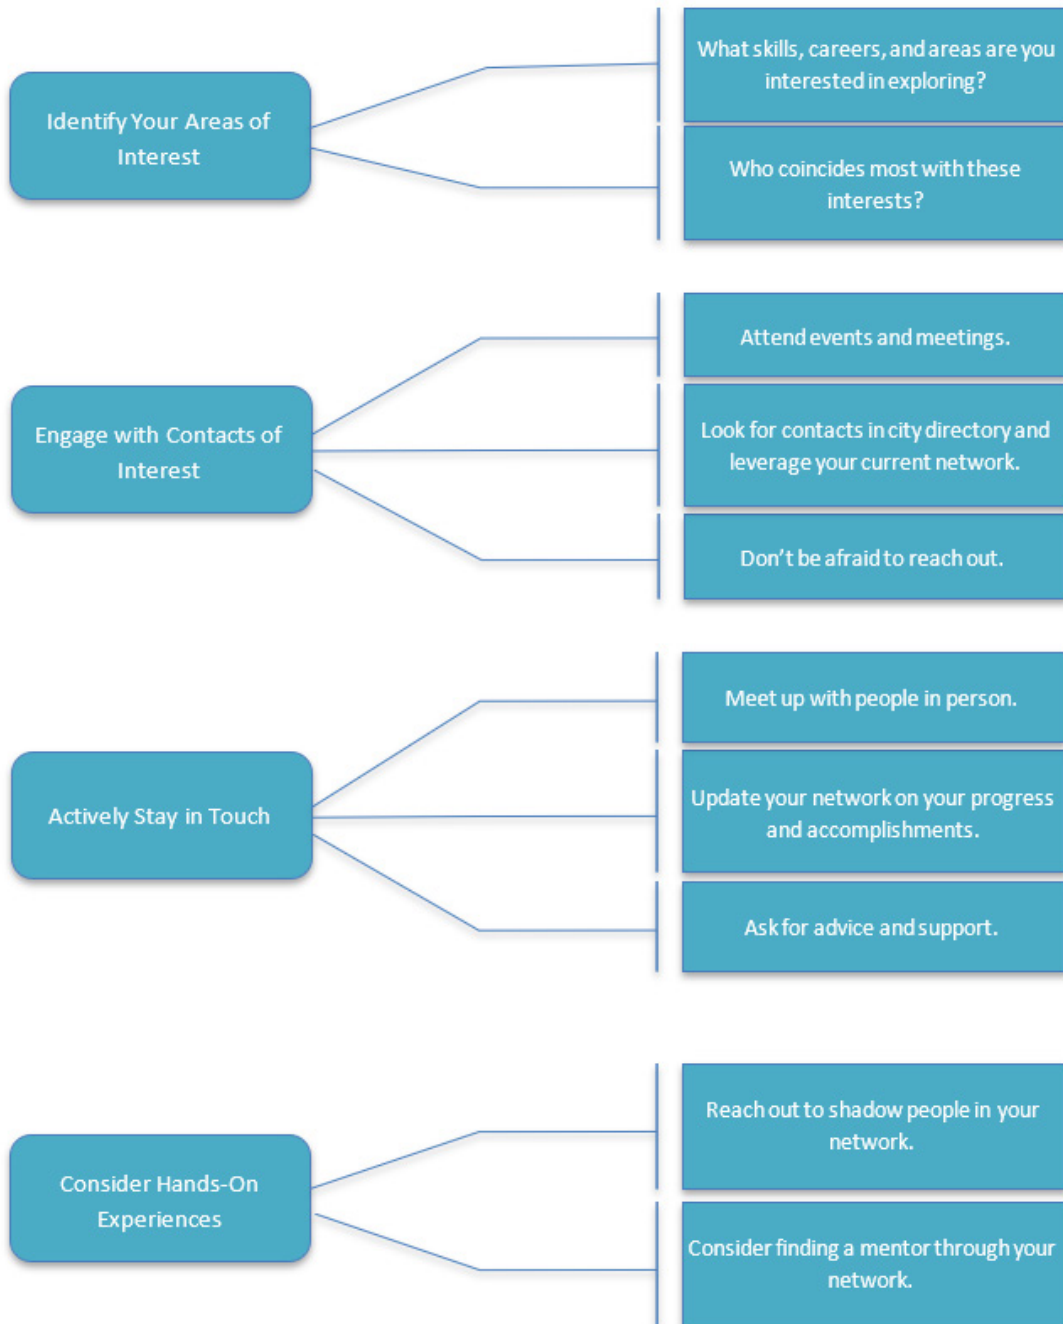 Identify Your Areas of
Interest
What skills, careers, and areas are you
interested in exploring?
Who coincides most with these
interests?
Engage with Contacts of
Interest
Attend events and meetings.
Look for contacts in city directory and
leverage your current network.
Don’t be afraid to reach out.
Actively Stay in Touch
Meet up with people in person.
Update your network on your progress
and accomplishments.
Ask for advice and support.
Consider Hands-On
Experiences
Reach out to shadow people in your
network.
Consider finding a mentor through your
network.